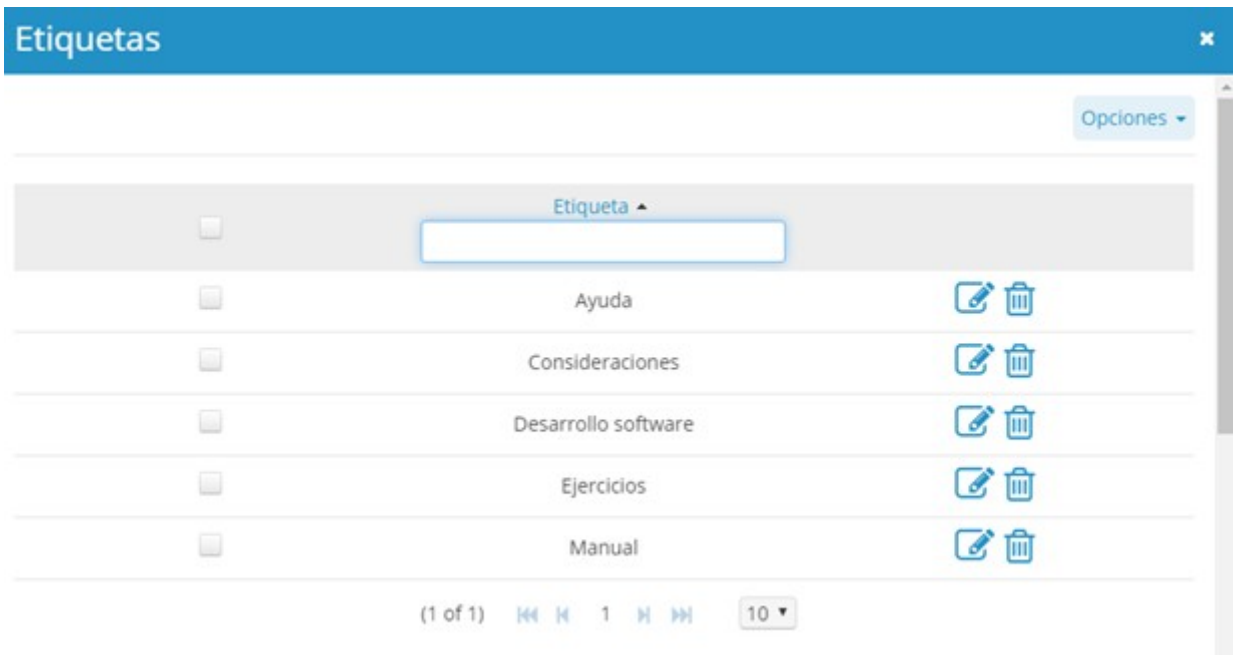 Etiquetas
Opciones
Etiqueta
Ayuda
Consideraciones
Desarrollo software
Ejercicios
Manual
(1 of 1) 1 10